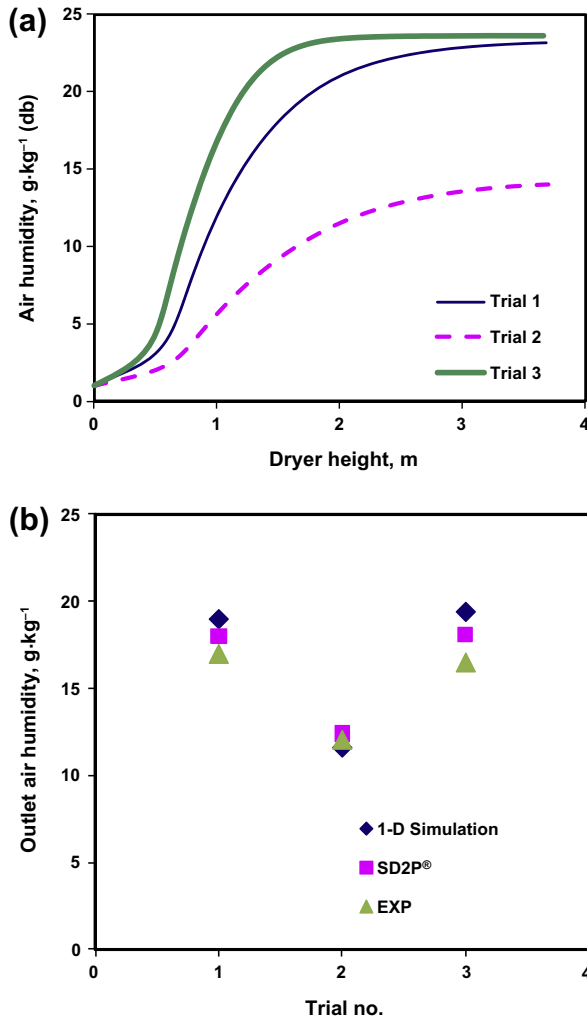 (a)
25
20
15
10
5
0
Air humidity, g·kg⁻¹ (db)
Trial 1
Trial 2
Trial 3
0 1 2 3 4
Dryer height, m
(b)
25
20
15
10
5
0
Outlet air humidity, g·kg⁻¹
1-D Simulation
SD2P®
EXP
0 1 2 3 4
Trial no.